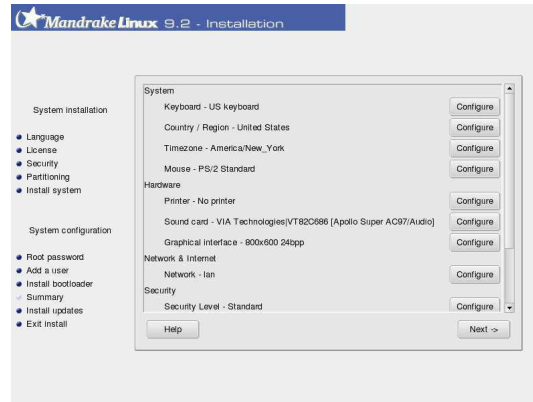 Mandrake Linux 9.2 - Installation
System installation
Language
License
Security
Partitioning
Install system
System configuration
Root password
Add a user
Install bootloader
Summary
Install updates
Exit install
System
Keyboard - US keyboard
Configure
Country / Region - United States
Configure
Timezone - America/New_York
Configure
Mouse - PS/2 Standard
Configure
Hardware
Printer - No printer
Configure
Sound card - VIA Technologies|VT82C686 [Apollo Super AC97/Audio]
Configure
Graphical interface - 800x600 24bpp
Configure
Network & Internet
Network - lan
Configure
Security
Security Level - Standard
Configure
Help
Next ->